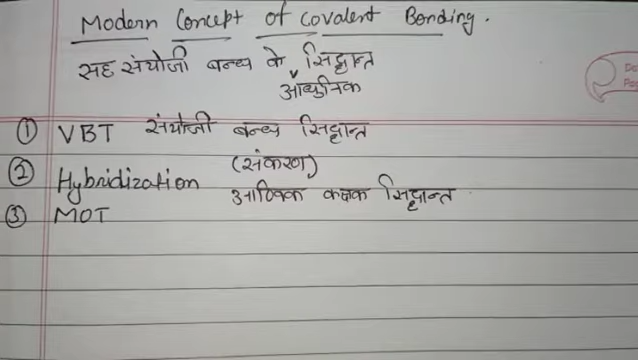 Modern Concept of Covalent Bonding.
सह संयोजी बन्ध के सिद्धान्त
आधुनिक
① VBT संयोजी बन्ध सिद्धान्त
② Hybridization (संकरण)
③ MOT आण्विक कक्षक सिद्धान्त